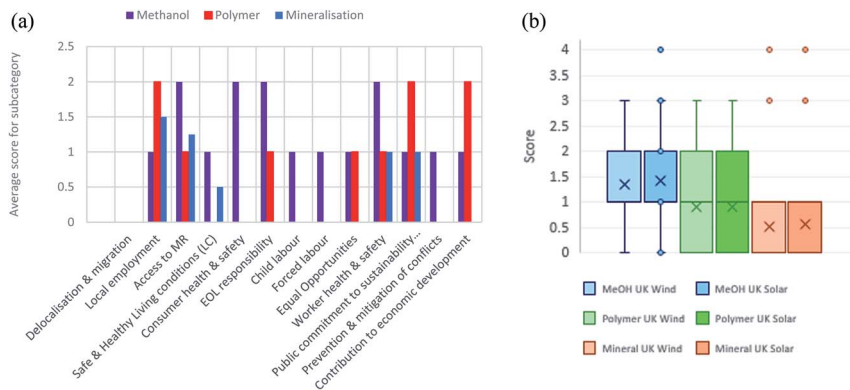 (a)
Methanol Polymer Mineralisation
Average score for subcategory
2.5
2
1.5
1
0.5
0
Delocalisation & migration
Local employment
Access to MR
Safe & Healthy Living conditions (LC)
Consumer health & safety
EOL responsibility
Child labour
Forced labour
Equal Opportunities
Worker health & safety
Public commitment to sustainability...
Prevention & mitigation of conflicts
Contribution to economic development
(b)
Score
4
3.5
3
2.5
2
1.5
1
0.5
0
MeOH UK Wind MeOH UK Solar
Polymer UK Wind Polymer UK Solar
Mineral UK Wind Mineral UK Solar